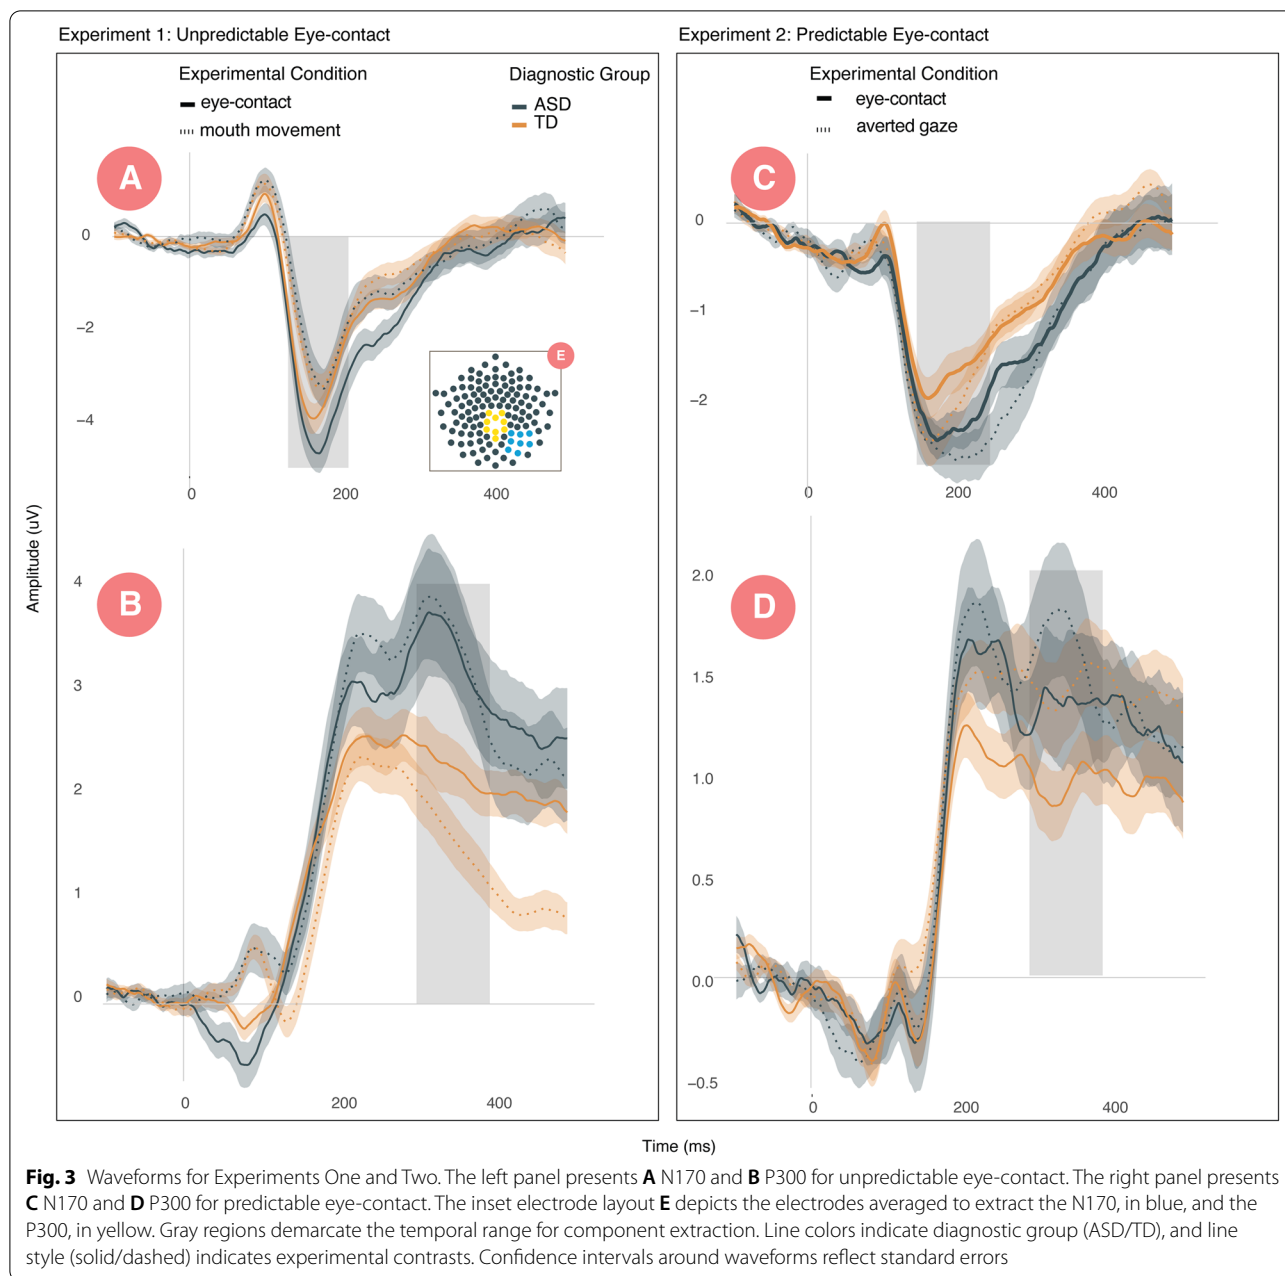 Experiment 1: Unpredictable Eye-contact
Experimental Condition
eye-contact
mouth movement
Diagnostic Group
ASD
TD
A
0
−2
−4
E
0
200
400
B
4
3
2
1
0
0
200
400
Experiment 2: Predictable Eye-contact
Experimental Condition
eye-contact
averted gaze
C
0
−1
−2
0
200
400
D
2.0
1.5
1.0
0.5
0.0
−0.5
0
200
400
Amplitude (uV)
Time (ms)
Fig. 3 Waveforms for Experiments One and Two. The left panel presents A N170 and B P300 for unpredictable eye-contact. The right panel presents
C N170 and D P300 for predictable eye-contact. The inset electrode layout E depicts the electrodes averaged to extract the N170, in blue, and the
P300, in yellow. Gray regions demarcate the temporal range for component extraction. Line colors indicate diagnostic group (ASD/TD), and line
style (solid/dashed) indicates experimental contrasts. Confidence intervals around waveforms reflect standard errors